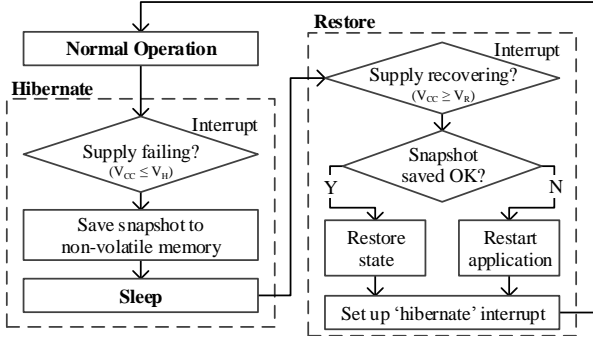 Normal Operation
Hibernate
Interrupt
Supply failing?
(VCC ≤ VH)
Save snapshot to
non-volatile memory
Sleep
Restore
Interrupt
Supply recovering?
(VCC ≥ VR)
Snapshot
saved OK?
Y
N
Restore
state
Restart
application
Set up ‘hibernate’ interrupt